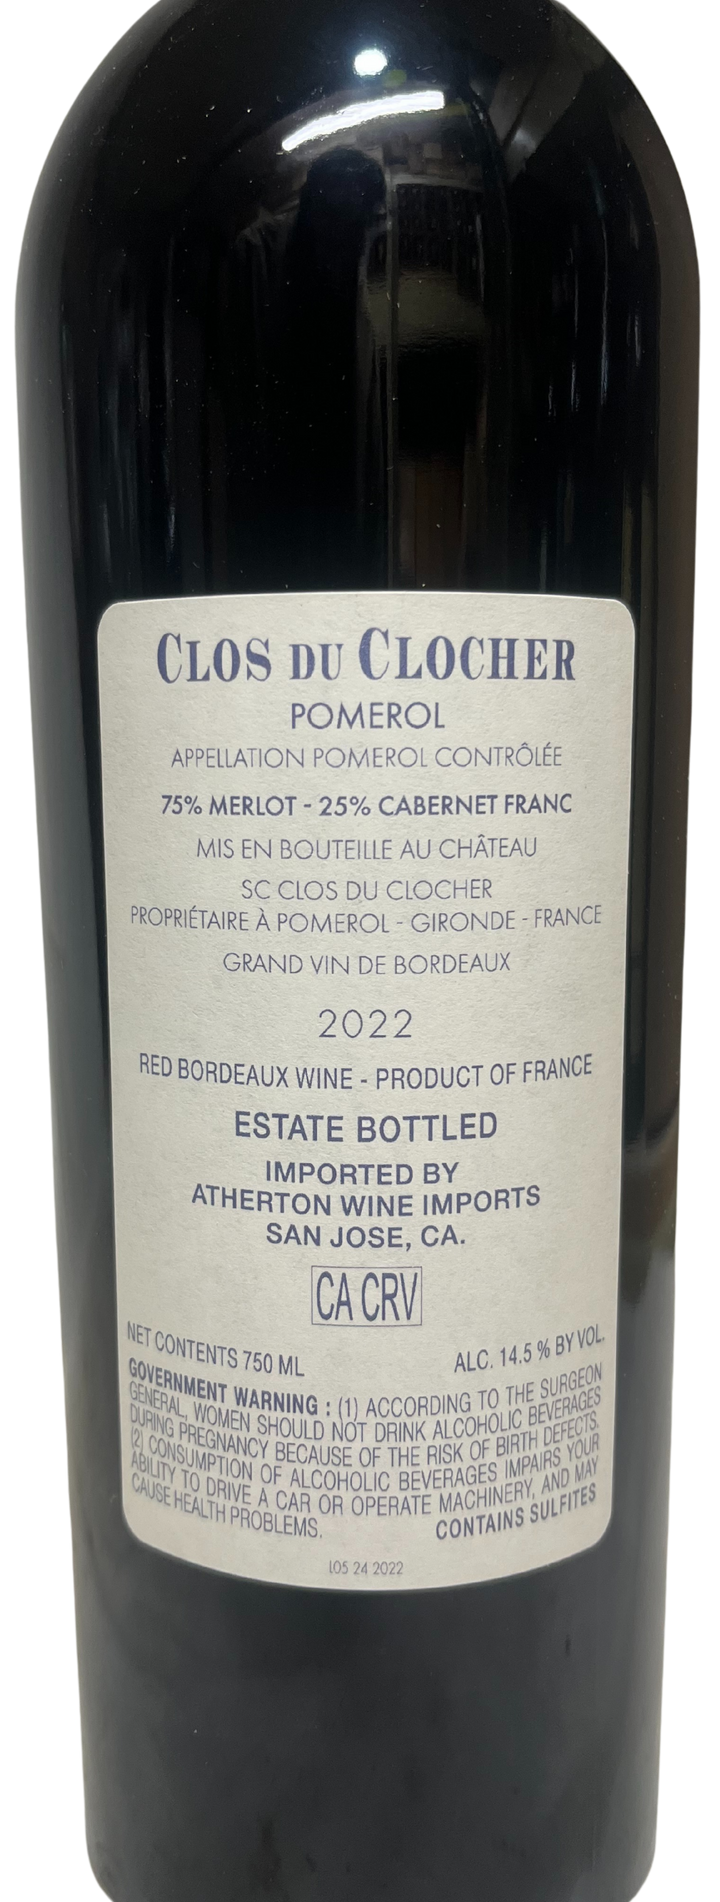 CLOS DU CLOCHER
POMEROL
APPELLATION POMEROL CONTRÔLÉE
75% MERLOT - 25% CABERNET FRANC
MIS EN BOUTEILLE AU CHÂTEAU
SC CLOS DU CLOCHER
PROPRIÉTAIRE À POMEROL - GIRONDE - FRANCE
GRAND VIN DE BORDEAUX
2022
RED BORDEAUX WINE - PRODUCT OF FRANCE
ESTATE BOTTLED
IMPORTED BY
ATHERTON WINE IMPORTS
SAN JOSE, CA.
CA CRV
NET CONTENTS 750 ML ALC. 14.5 % BY VOL.
GOVERNMENT WARNING : (1) ACCORDING TO THE SURGEON
GENERAL, WOMEN SHOULD NOT DRINK ALCOHOLIC BEVERAGES
DURING PREGNANCY BECAUSE OF THE RISK OF BIRTH DEFECTS.
(2) CONSUMPTION OF ALCOHOLIC BEVERAGES IMPAIRS YOUR
ABILITY TO DRIVE A CAR OR OPERATE MACHINERY, AND MAY
CAUSE HEALTH PROBLEMS. CONTAINS SULFITES
L05 24 2022